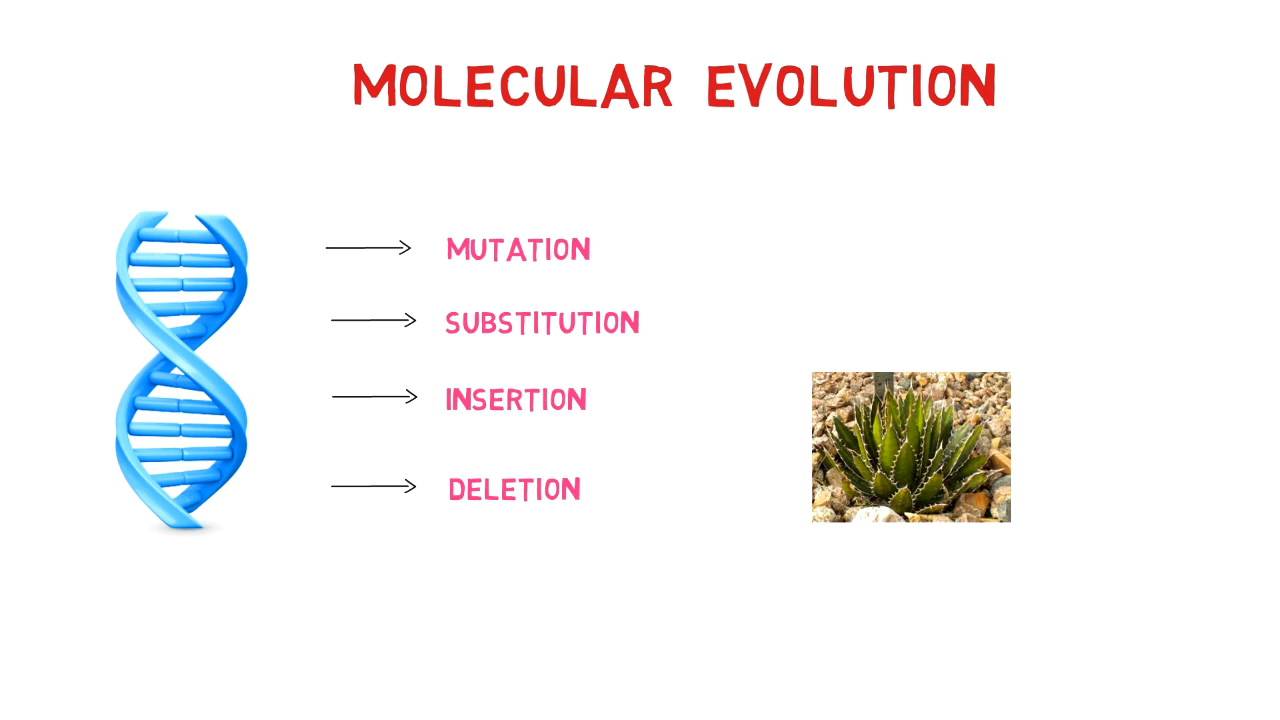 MOLECULAR EVOLUTION
MUTATION
SUBSTITUTION
INSERTION
DELETION